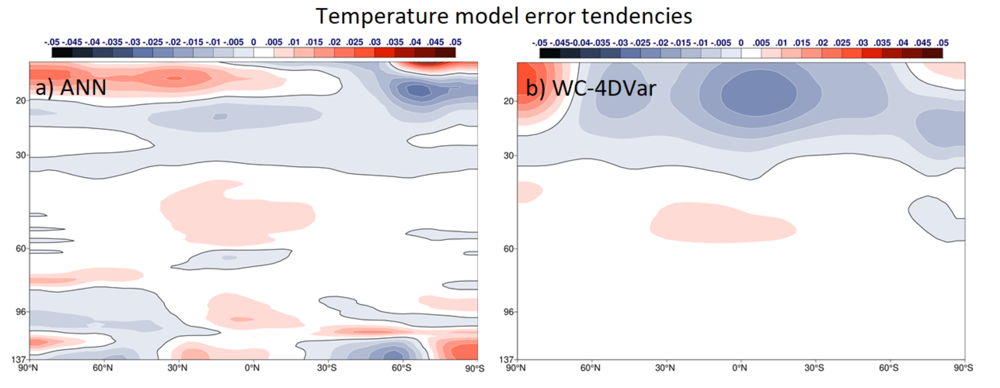 Temperature model error tendencies
-.05 -.045 -.04 -.035 -.03 -.025 -.02 -.015 -.01 -.005 0 .005 .01 .015 .02 .025 .03 .035 .04 .045 .05
a) ANN
20
30
60
96
137
90°N 60°N 30°N 0°N 30°S 60°S 90°S
-.05 -.045-0.04-.035 -.03 -.025 -.02 -.015 -.01 -.005 0 .005 .01 .015 .02 .025 .03 .035 .04 .045 .05
b) WC-4DVar
20
30
60
96
137
90°N 60°N 30°N 0°N 30°S 60°S 90°S